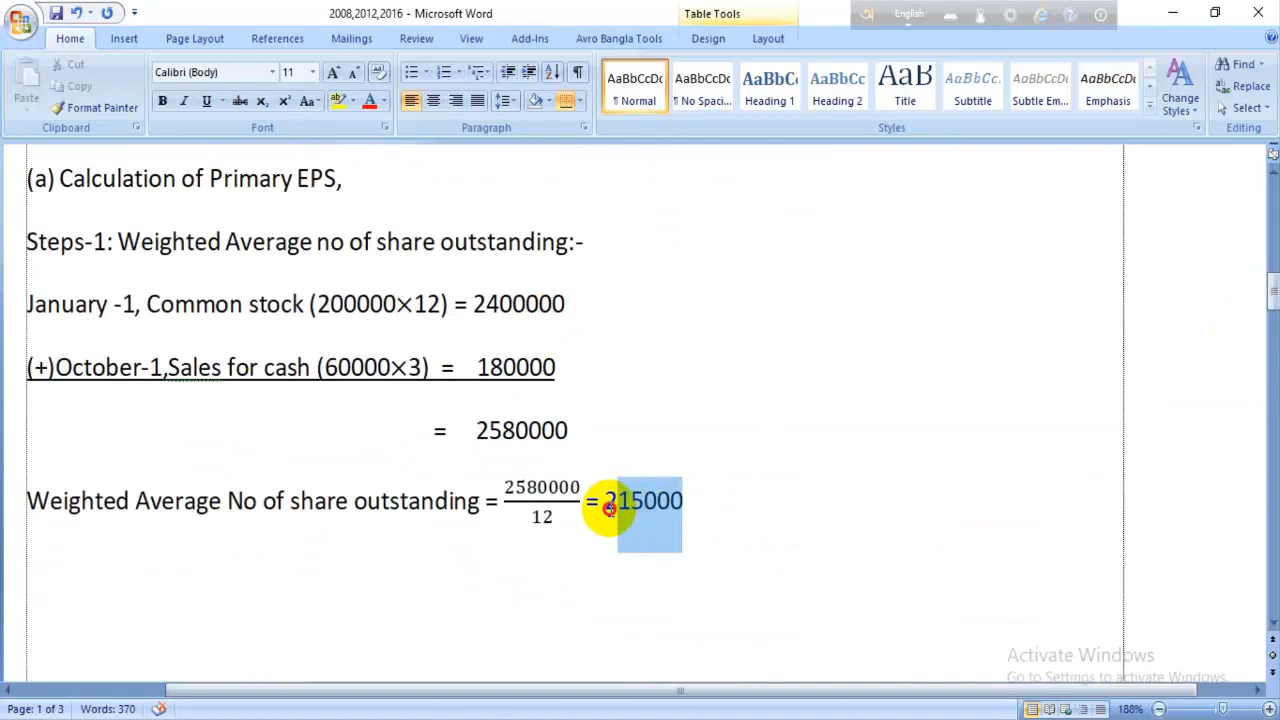 2008,2012,2016 - Microsoft Word
Table Tools
English
Home Insert Page Layout References Mailings Review View Add-Ins Avro Bangla Tools Design Layout
Paste
Cut
Copy
Format Painter
Clipboard
Calibri (Body) 11
Font
Paragraph
AaBbCcDc AaBbCcDc AaBbC AaBbCc AaB AaBbCc. AaBbCcDc AaBbCcDc
¶ Normal ¶ No Spaci... Heading 1 Heading 2 Title Subtitle Subtle Em... Emphasis
Change Styles
Styles
Find
Replace
Select
Editing
(a) Calculation of Primary EPS,
Steps-1: Weighted Average no of share outstanding:-
January -1, Common stock (200000×12) = 2400000
(+)October-1,Sales for cash (60000×3) = 180000
= 2580000
Weighted Average No of share outstanding = 2580000/12 = 215000
Activate Windows
Go to Settings to activate Windows.
Page: 1 of 3 Words: 370 188%